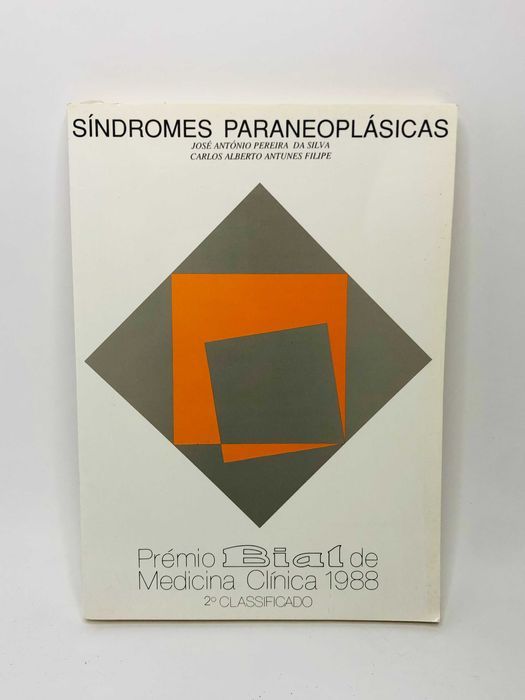 SÍNDROMES PARANEOPLÁSICAS
JOSÉ ANTÓNIO PEREIRA DA SILVA
CARLOS ALBERTO ANTUNES FILIPE
Prémio Bial de
Medicina Clínica 1988
2º CLASSIFICADO